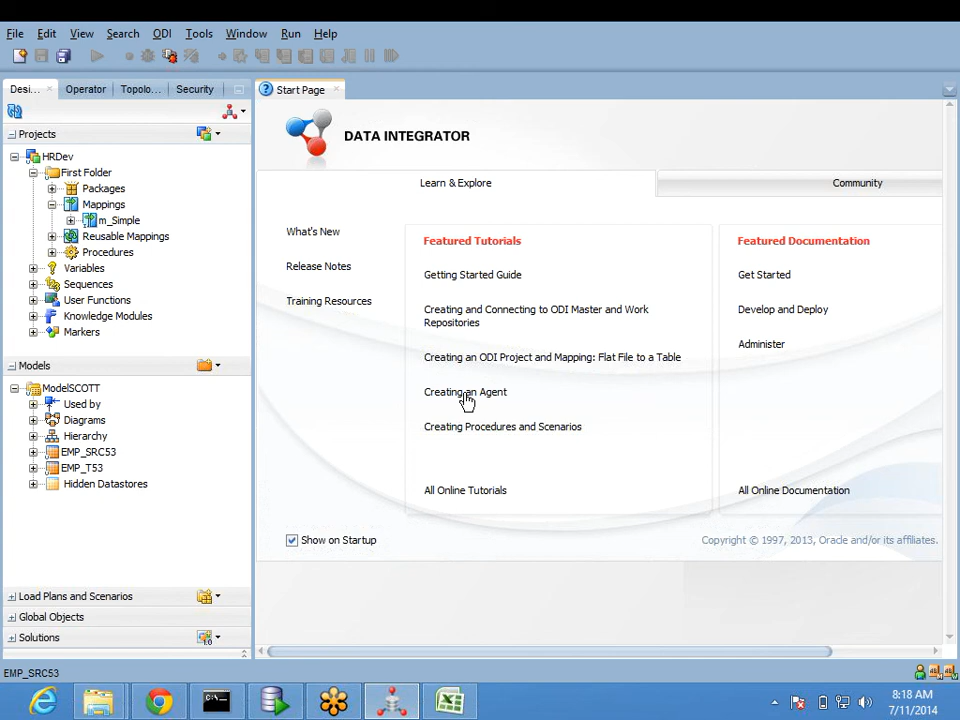 File Edit View Search ODI Tools Window Run Help
Desi... Operator Topolo... Security
Start Page
Projects
HRDev
First Folder
Packages
Mappings
m_Simple
Reusable Mappings
Procedures
Variables
Sequences
User Functions
Knowledge Modules
Markers
Models
ModelSCOTT
Used by
Diagrams
Hierarchy
EMP_SRC53
EMP_T53
Hidden Datastores
Load Plans and Scenarios
Global Objects
Solutions
DATA INTEGRATOR
Learn & Explore
Community
What's New
Release Notes
Training Resources
Featured Tutorials
Getting Started Guide
Creating and Connecting to ODI Master and Work
Repositories
Creating an ODI Project and Mapping: Flat File to a Table
Creating an Agent
Creating Procedures and Scenarios
All Online Tutorials
Featured Documentation
Get Started
Develop and Deploy
Administer
All Online Documentation
Show on Startup
Copyright © 1997, 2013, Oracle and/or its affiliates.
EMP_SRC53
8:18 AM
7/11/2014